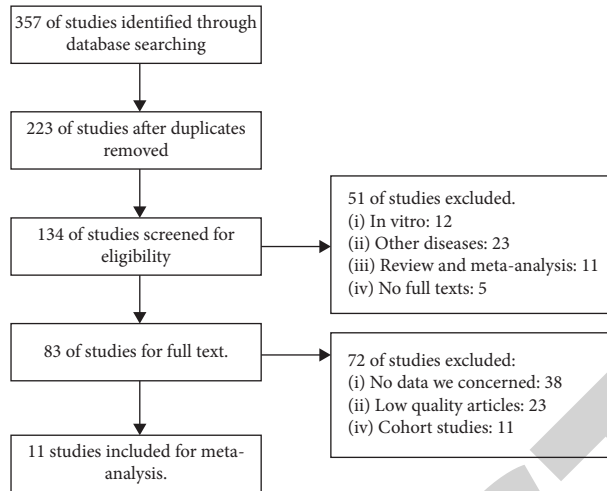 357 of studies identified through
database searching
223 of studies after duplicates
removed
134 of studies screened for
eligibility
51 of studies excluded.
(i) In vitro: 12
(ii) Other diseases: 23
(iii) Review and meta-analysis: 11
(iv) No full texts: 5
83 of studies for full text.
72 of studies excluded:
(i) No data we concerned: 38
(ii) Low quality articles: 23
(iv) Cohort studies: 11
11 studies included for meta-
analysis.